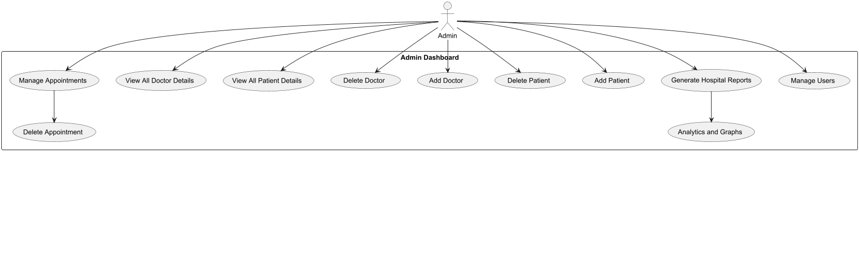 Admin
Admin Dashboard
Manage Appointments
View All Doctor Details
View All Patient Details
Delete Doctor
Add Doctor
Delete Patient
Add Patient
Generate Hospital Reports
Manage Users
Delete Appointment
Analytics and Graphs